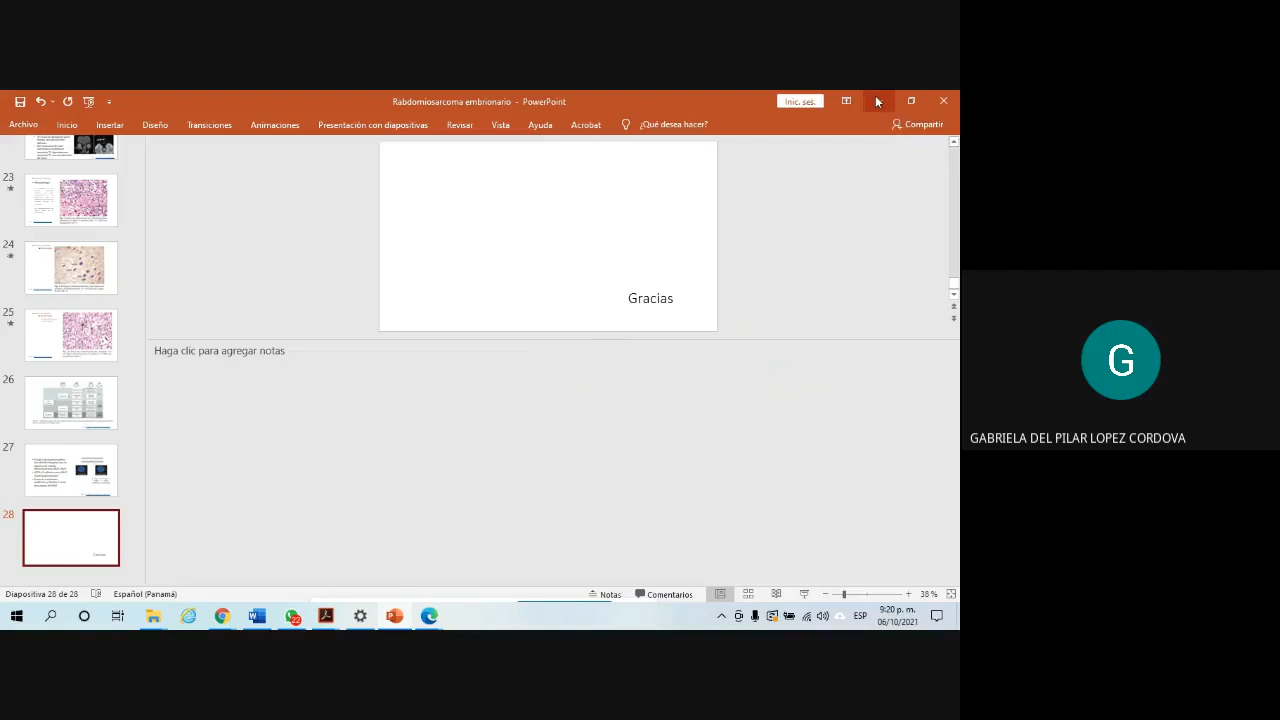 Rabdomiosarcoma embrionario - PowerPoint
Inic. ses.
Archivo Inicio Insertar Diseño Transiciones Animaciones Presentación con diapositivas Revisar Vista Ayuda Acrobat ¿Qué desea hacer? Compartir
23
24
25
26
27
28
Gracias
Haga clic para agregar notas
G
GABRIELA DEL PILAR LOPEZ CORDOVA
Diapositiva 28 de 28 Español (Panamá) Notas Comentarios 38 %
22
ESP
9:20 p. m.
06/10/2021